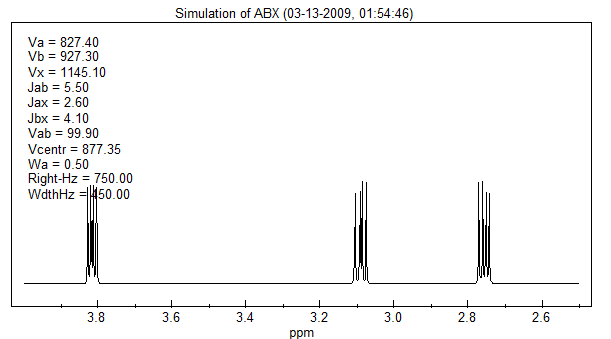 Simulation of ABX (03-13-2009, 01:54:46)
Va = 827.40
Vb = 927.30
Vx = 1145.10
Jab = 5.50
Jax = 2.60
Jbx = 4.10
Vab = 99.90
Vcentr = 877.35
Wa = 0.50
Right-Hz = 750.00
WdthHz = 450.00
3.8 3.6 3.4 3.2 3.0 2.8 2.6
ppm